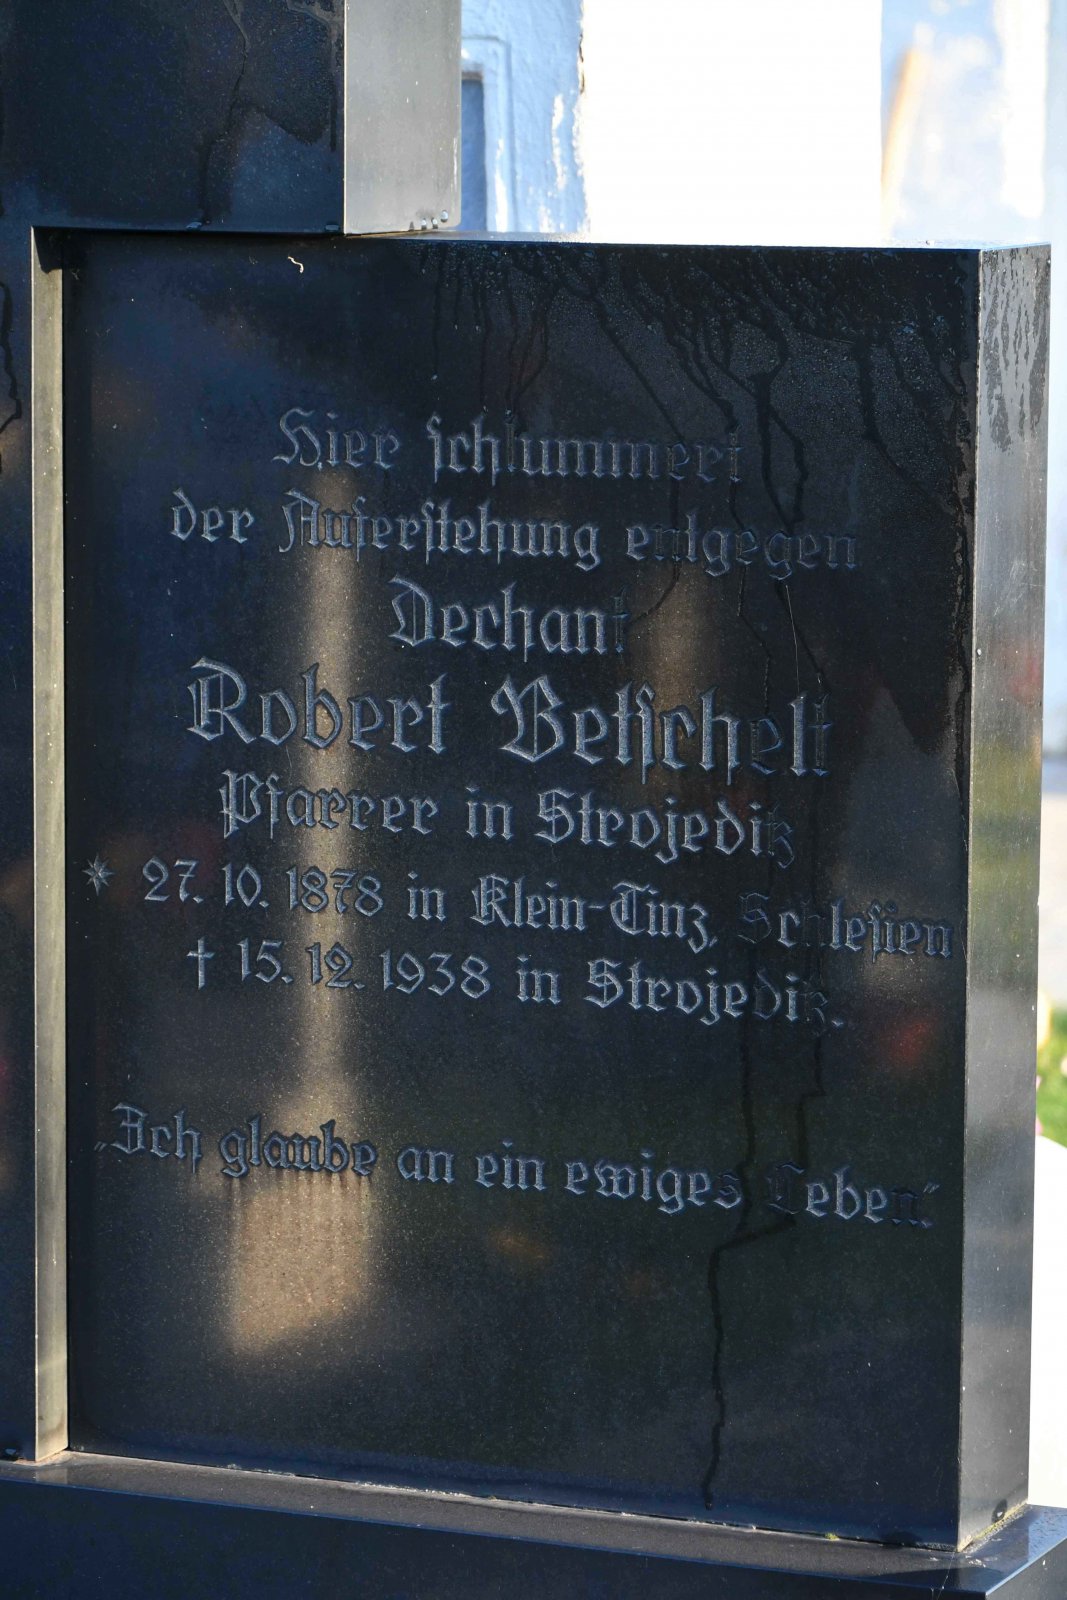 Hier schlummert
der Auferstehung entgegen
Dechant
Robert Betschelt
Pfarrer in Strojeditz
* 27. 10. 1878 in Klein-Tinz, Schlesien
† 15. 12. 1938 in Strojeditz.
„Ich glaube an ein ewiges Leben."